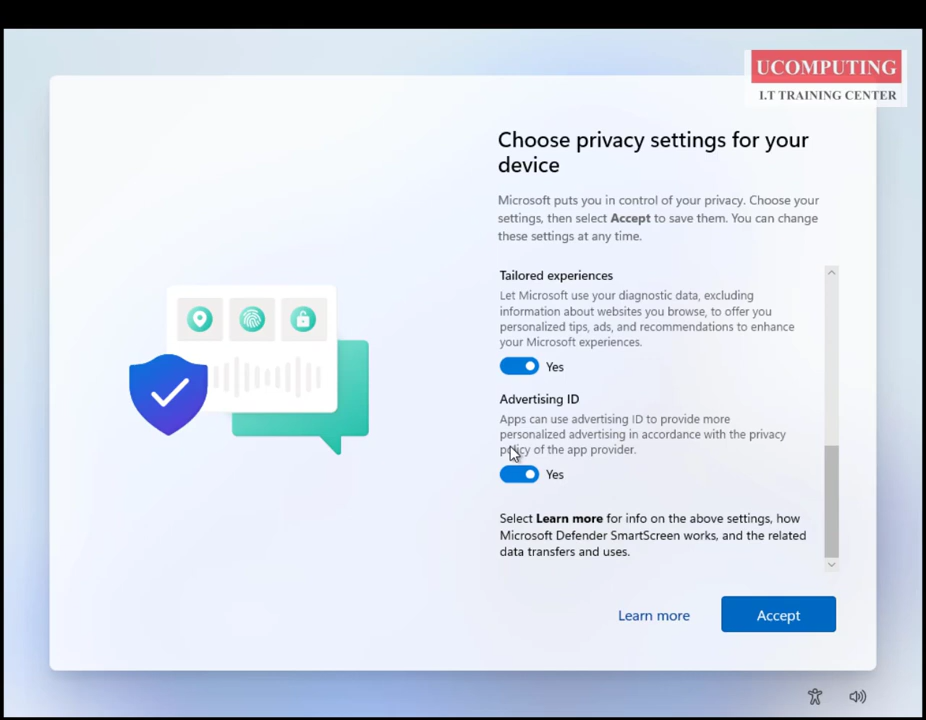 UCOMPUTING
I.T TRAINING CENTER
Choose privacy settings for your
device
Microsoft puts you in control of your privacy. Choose your
settings, then select Accept to save them. You can change
these settings at any time.
Tailored experiences
Let Microsoft use your diagnostic data, excluding
information about websites you browse, to offer you
personalized tips, ads, and recommendations to enhance
your Microsoft experiences.
Yes
Advertising ID
Apps can use advertising ID to provide more
personalized advertising in accordance with the privacy
policy of the app provider.
Yes
Select Learn more for info on the above settings, how
Microsoft Defender SmartScreen works, and the related
data transfers and uses.
Learn more
Accept